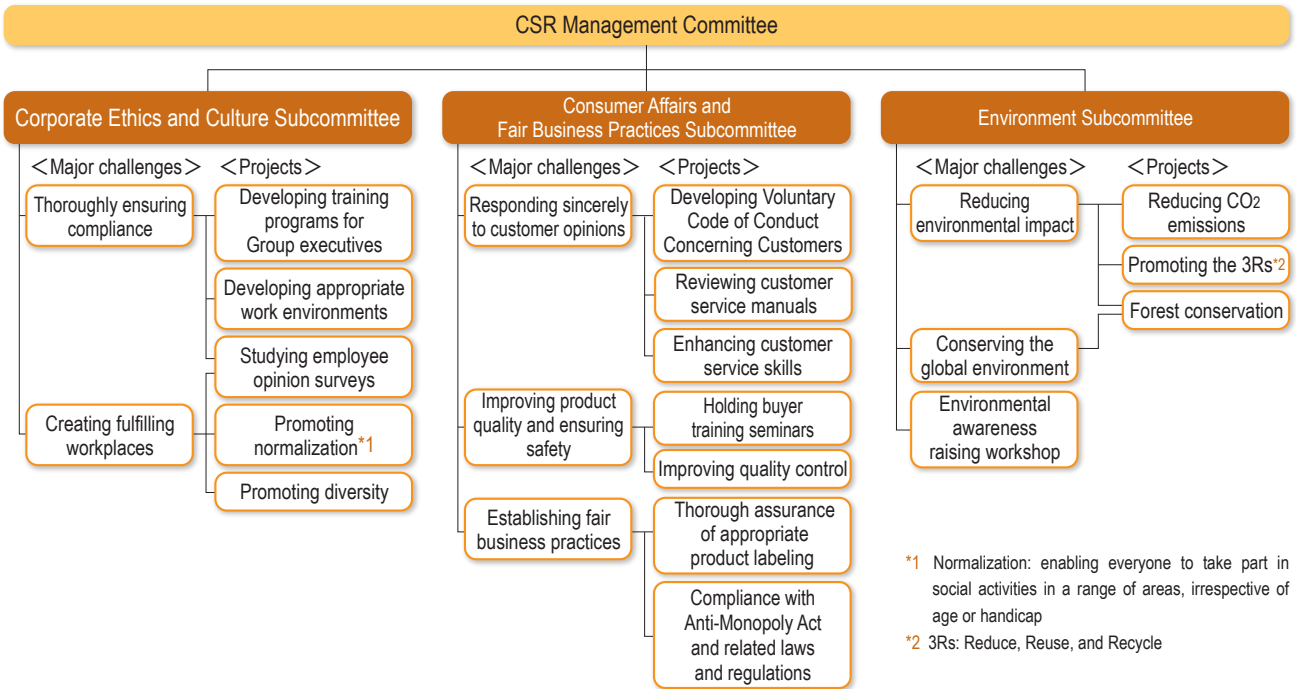 CSR Management Committee
Corporate Ethics and Culture Subcommittee
<Major challenges>
<Projects>
Thoroughly ensuring
compliance
Developing training
programs for
Group executives
Developing appropriate
work environments
Studying employee
opinion surveys
Creating fulfilling
workplaces
Promoting
normalization*1
Promoting diversity
Consumer Affairs and
Fair Business Practices Subcommittee
<Major challenges>
<Projects>
Responding sincerely
to customer opinions
Developing Voluntary
Code of Conduct
Concerning Customers
Reviewing customer
service manuals
Enhancing customer
service skills
Improving product
quality and ensuring
safety
Holding buyer
training seminars
Improving quality control
Establishing fair
business practices
Thorough assurance
of appropriate
product labeling
Compliance with
Anti-Monopoly Act
and related laws
and regulations
Environment Subcommittee
<Major challenges>
<Projects>
Reducing
environmental impact
Reducing CO2
emissions
Promoting the 3Rs*2
Forest conservation
Conserving the
global environment
Environmental
awareness
raising workshop
*1 Normalization: enabling everyone to take part in
social activities in a range of areas, irrespective of
age or handicap
*2 3Rs: Reduce, Reuse, and Recycle